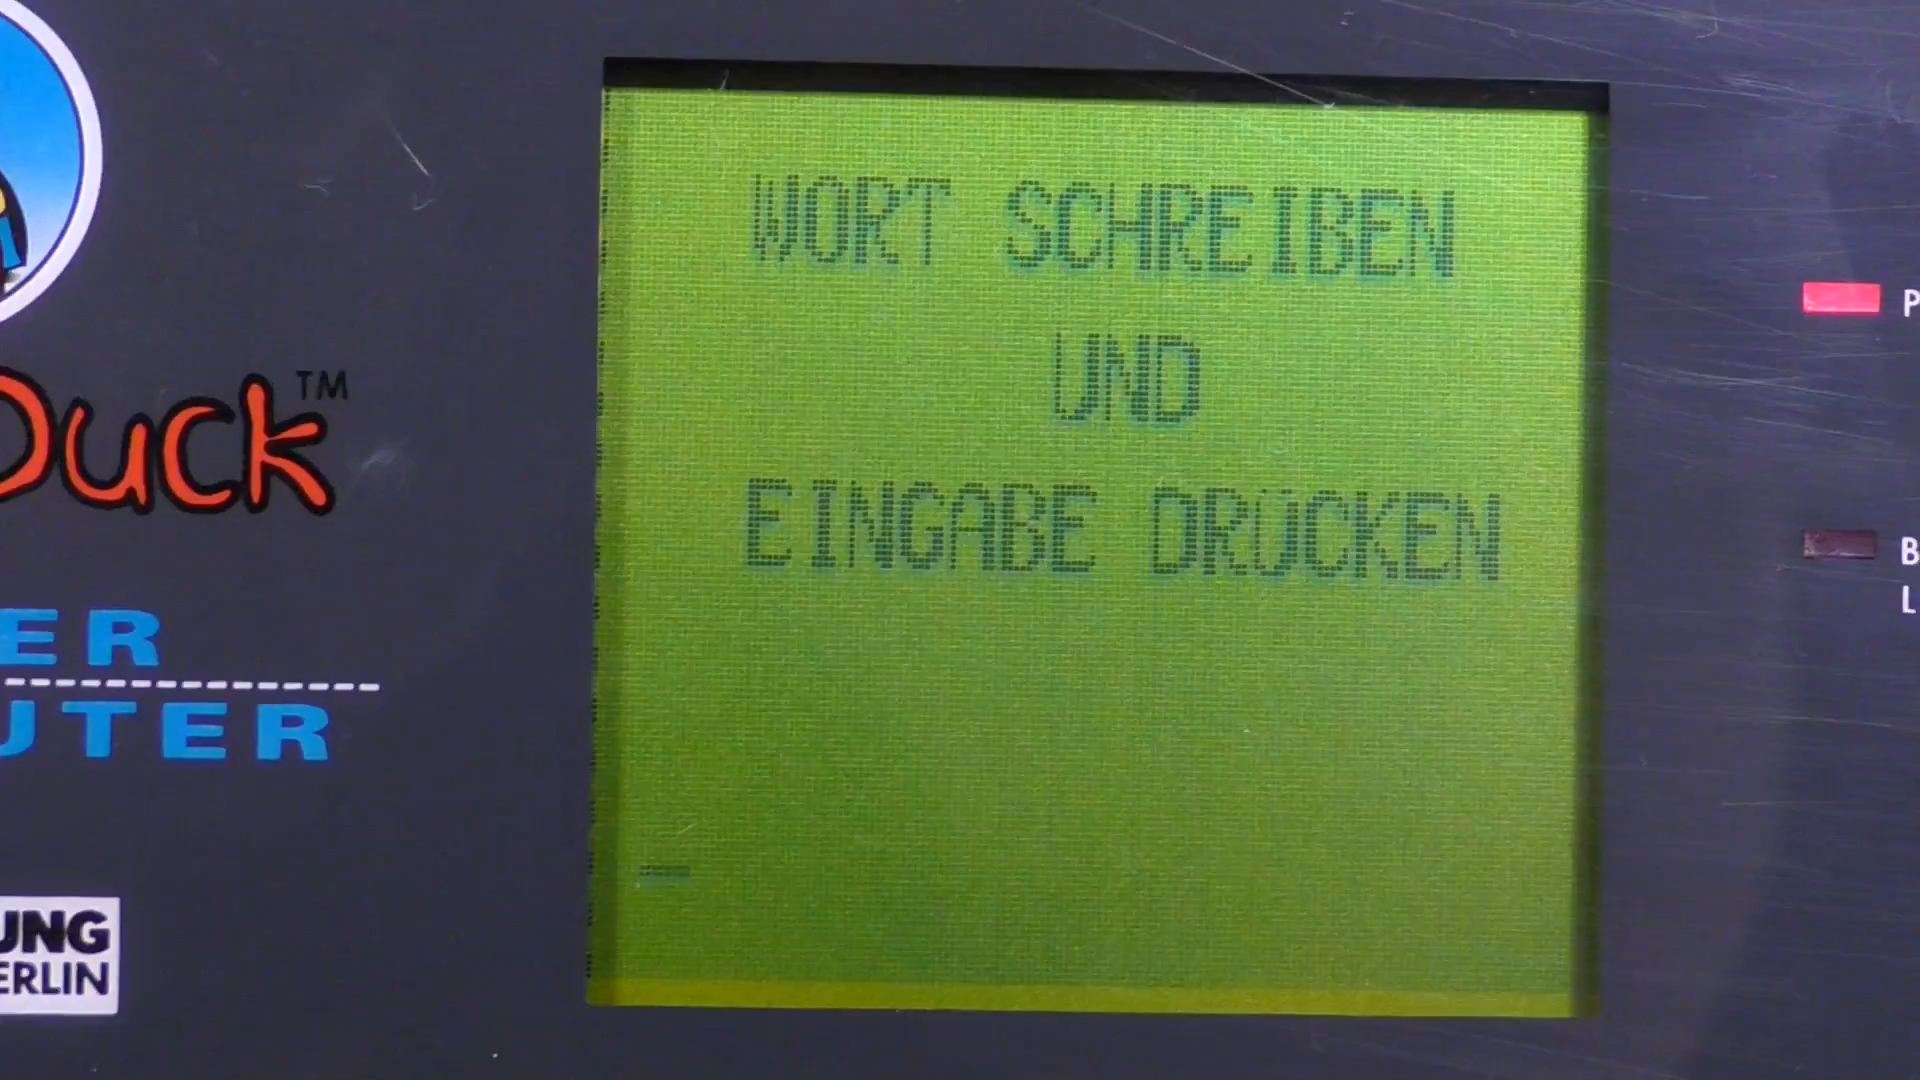 WORT SCHREIBEN
UND
EINGABE DRÜCKEN
Duck™
ER
UTER
UNG
ERLIN
P
B
L